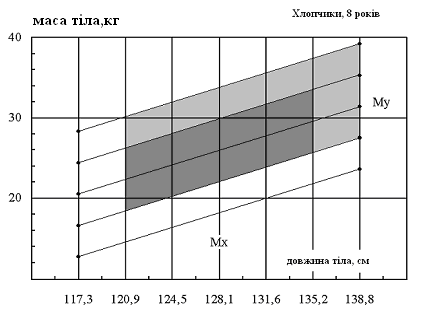 Хлопчики, 8 років
маса тіла,кг
40
30
20
My
Mx
довжина тіла, см
117,3 120,9 124,5 128,1 131,6 135,2 138,8